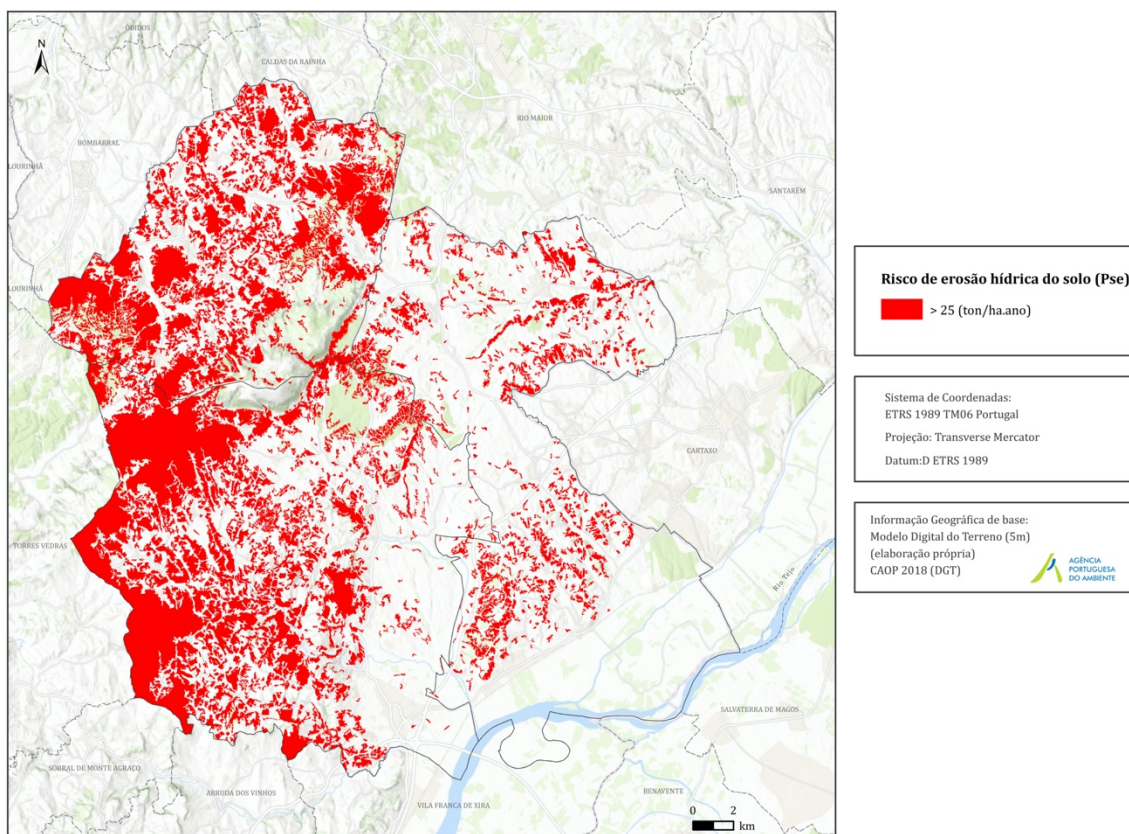 ÓBIDOS
N
CALDAS DA RAINHA
RIO MAIOR
BOMBARRAL
LOURINHÃ
SANTARÉM
LOURINHÃ
CARTAXO
TORRES VEDRAS
Rio Tejo
SALVATERRA DE MAGOS
SOBRAL DE MONTE AGRAÇO
ARRUDA DOS VINHOS
BENAVENTE
VILA FRANCA DE XIRA
0 2
km
Risco de erosão hídrica do solo (Pse)
> 25 (ton/ha.ano)
Sistema de Coordenadas:
ETRS 1989 TM06 Portugal
Projeção: Transverse Mercator
Datum:D ETRS 1989
Informação Geográfica de base:
Modelo Digital do Terreno (5m)
(elaboração própria)
CAOP 2018 (DGT)
AGÊNCIA
PORTUGUESA
DO AMBIENTE